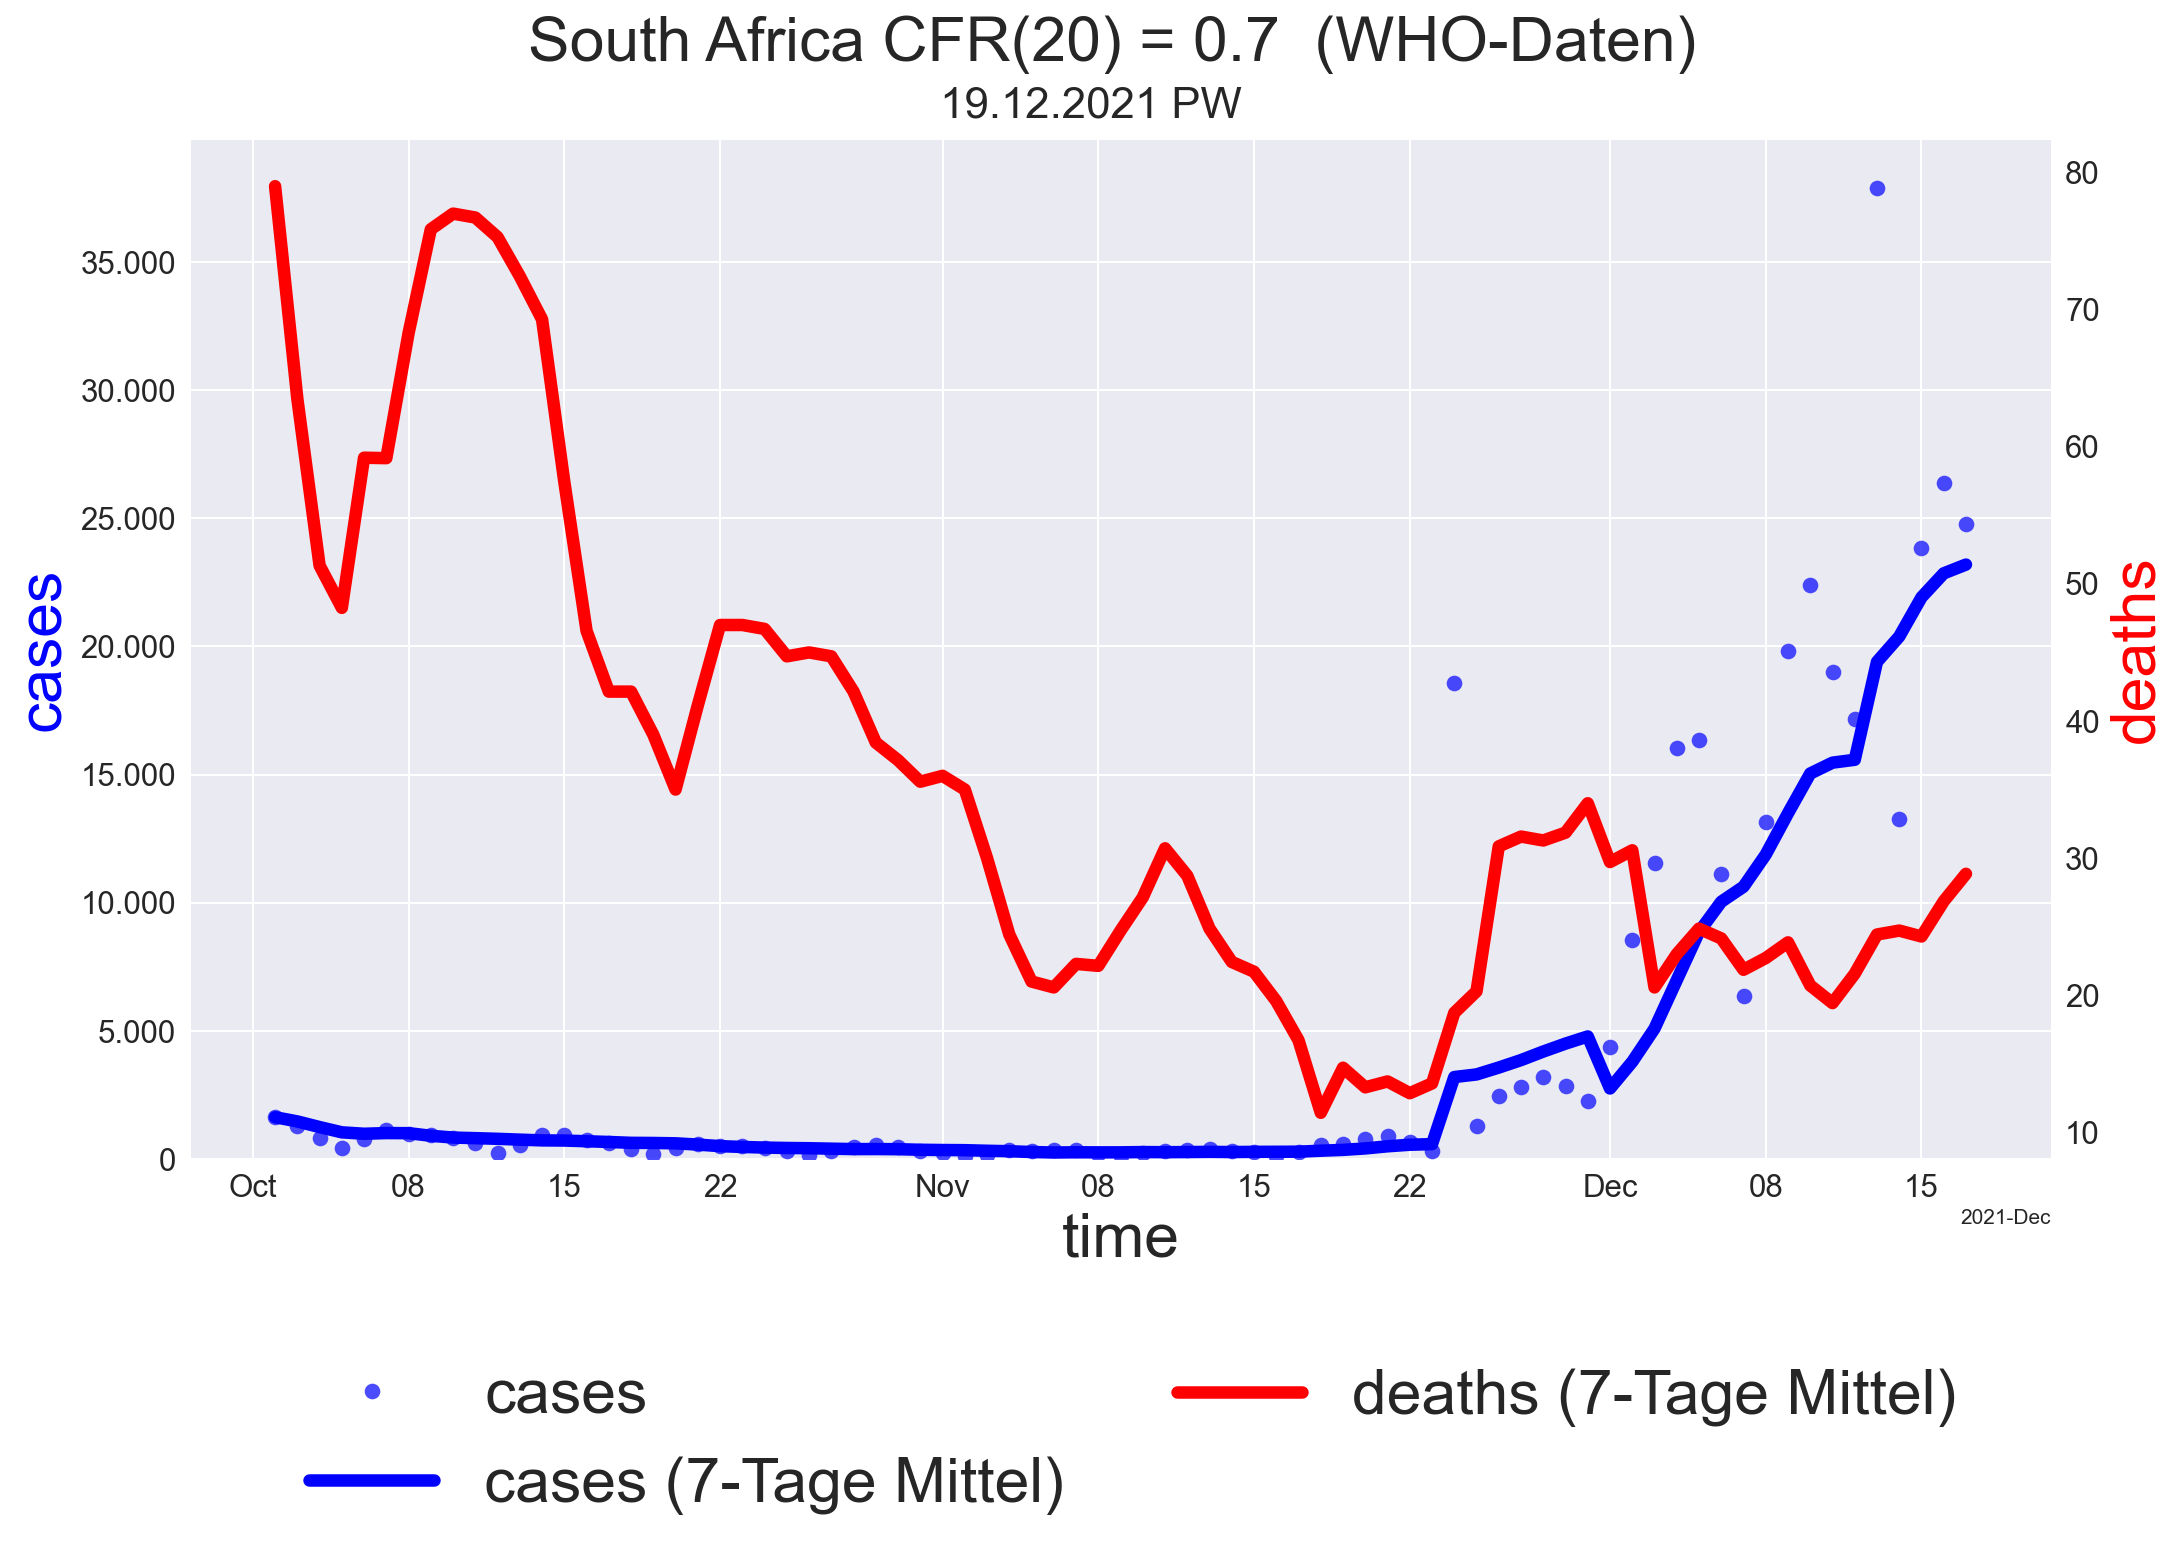 South Africa CFR(20) = 0.7 (WHO-Daten)
19.12.2021 PW
cases
35.000
30.000
25.000
20.000
15.000
10.000
5.000
0
80
70
60
50
40
30
20
10
deaths
Oct 08 15 22 Nov 08 15 22 Dec 08 15
2021-Dec
time
cases
cases (7-Tage Mittel)
deaths (7-Tage Mittel)